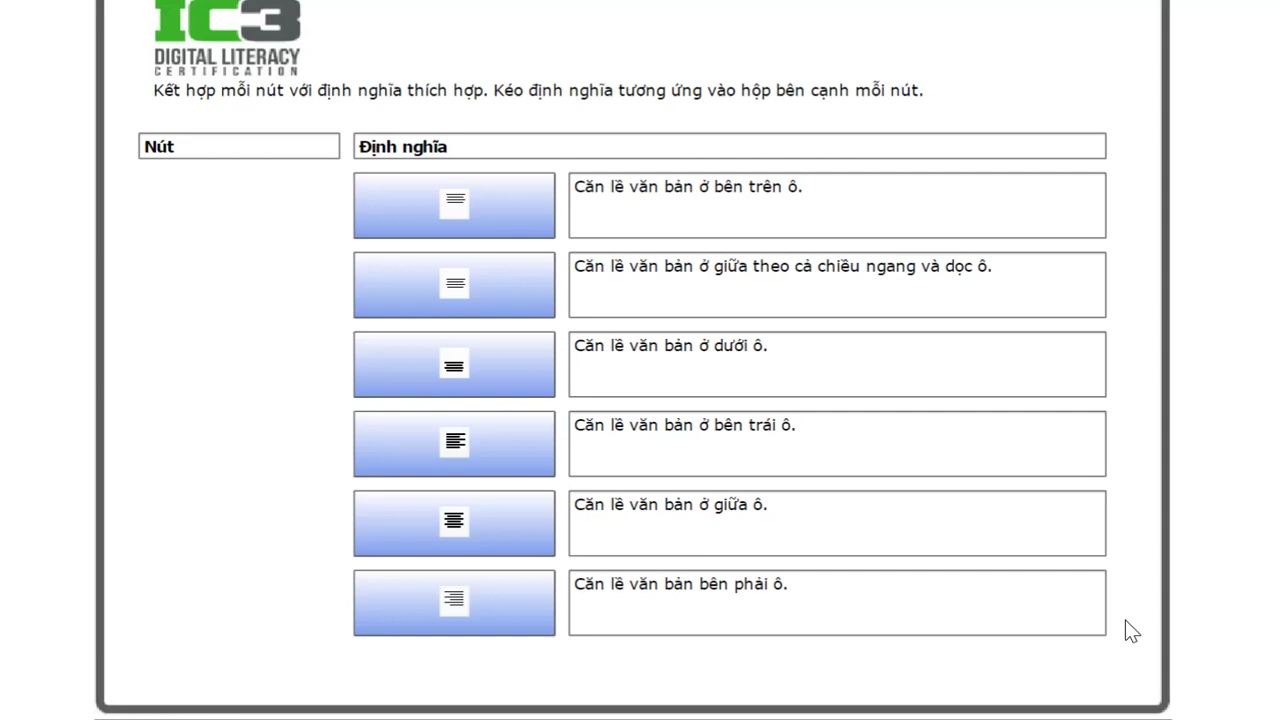 IC3
DIGITAL LITERACY
CERTIFICATION
Kết hợp mỗi nút với định nghĩa thích hợp. Kéo định nghĩa tương ứng vào hộp bên cạnh mỗi nút.
Nút
Định nghĩa
Căn lề văn bản ở bên trên ô.
Căn lề văn bản ở giữa theo cả chiều ngang và dọc ô.
Căn lề văn bản ở dưới ô.
Căn lề văn bản ở bên trái ô.
Căn lề văn bản ở giữa ô.
Căn lề văn bản bên phải ô.